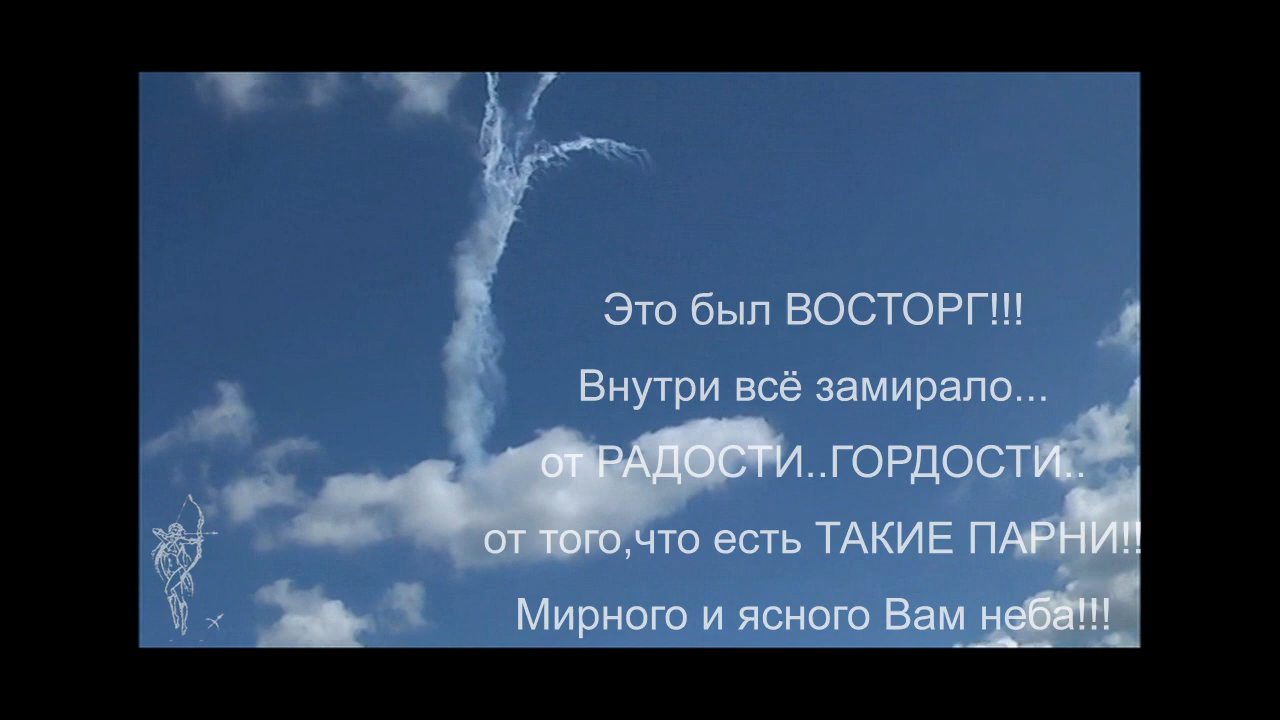 Это был ВОСТОРГ!!!
Внутри всё замирало...
от РАДОСТИ..ГОРДОСТИ..
от того,что есть ТАКИЕ ПАРНИ!!
Мирного и ясного Вам неба!!!